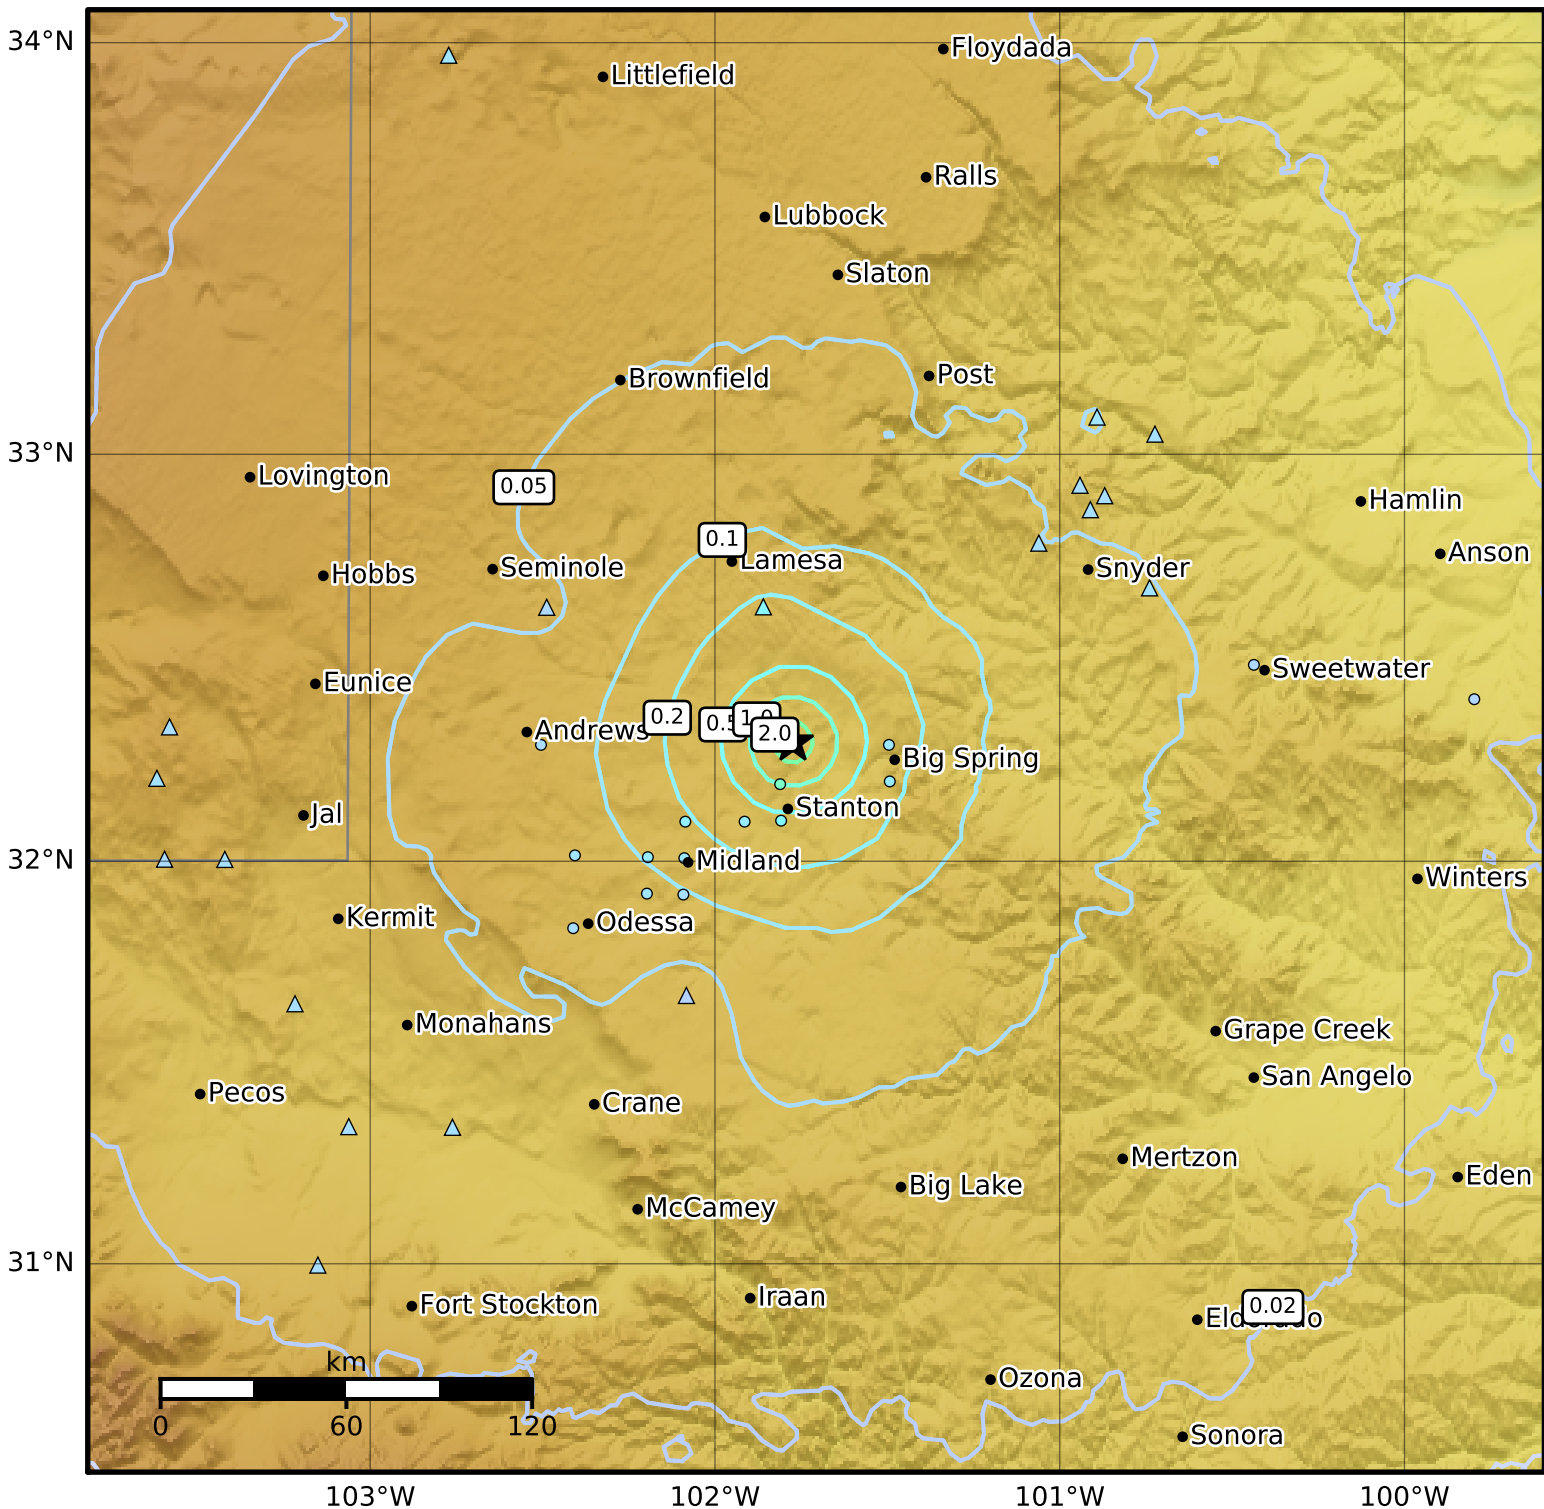 34°N
Floydada
Littlefield
Ralls
Lubbock
Slaton
Brownfield
Post
33°N
Lovington
0.05
Hamlin
0.1
Lamesa
Anson
Hobbs
Seminole
Snyder
Sweetwater
Eunice
0.2
1.0
Andrews
2.0
Big Spring
Jal
Stanton
32°N
Midland
Winters
Kermit
Odessa
Monahans
Grape Creek
San Angelo
Pecos
Crane
Mertzon
Eden
Big Lake
McCamey
31°N
Iraan
Fort Stockton
0.02
Eldorado
km
Ozona
0
60
120
Sonora
103°W
102°W
101°W
100°W